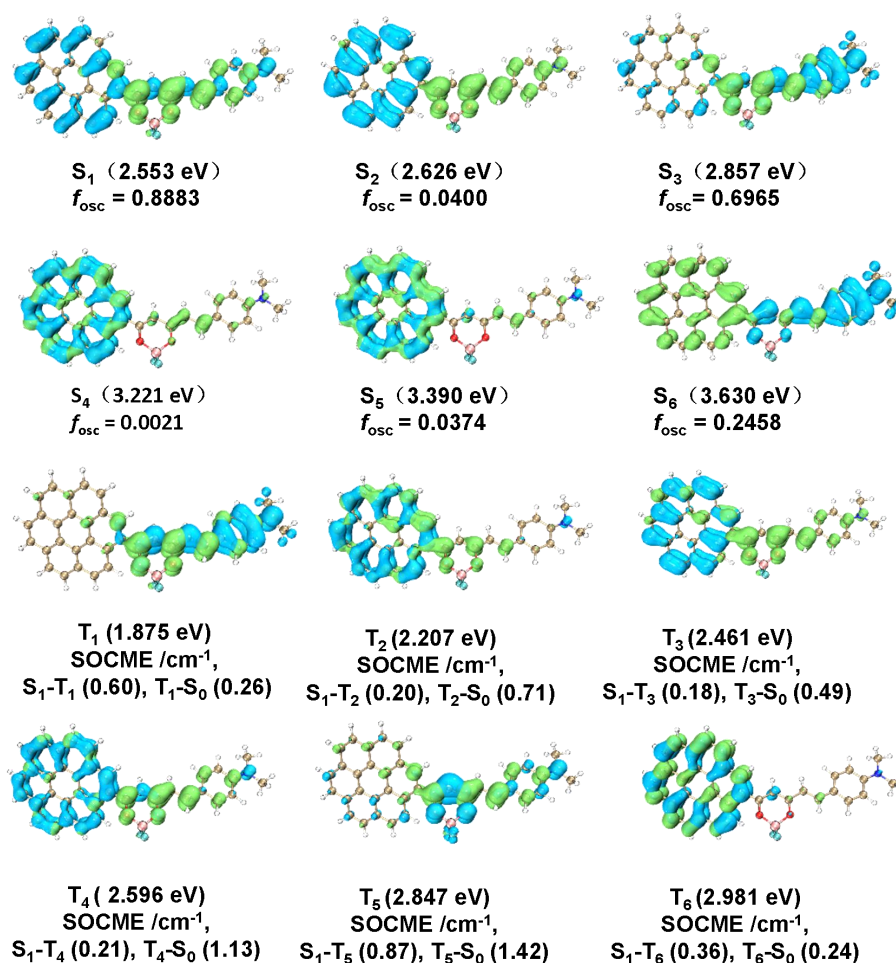 S₁（2.553 eV）
f_osc = 0.8883
S₂（2.626 eV）
f_osc = 0.0400
S₃（2.857 eV）
f_osc= 0.6965
S₄（3.221 eV）
f_osc = 0.0021
S₅（3.390 eV）
f_osc = 0.0374
S₆（3.630 eV）
f_osc = 0.2458
T₁ (1.875 eV)
SOCME /cm⁻¹,
S₁-T₁ (0.60), T₁-S₀ (0.26)
T₂ (2.207 eV)
SOCME /cm⁻¹,
S₁-T₂ (0.20), T₂-S₀ (0.71)
T₃ (2.461 eV)
SOCME /cm⁻¹,
S₁-T₃ (0.18), T₃-S₀ (0.49)
T₄ ( 2.596 eV)
SOCME /cm⁻¹,
S₁-T₄ (0.21), T₄-S₀ (1.13)
T₅ (2.847 eV)
SOCME /cm⁻¹,
S₁-T₅ (0.87), T₅-S₀ (1.42)
T₆ (2.981 eV)
SOCME /cm⁻¹,
S₁-T₆ (0.36), T₆-S₀ (0.24)